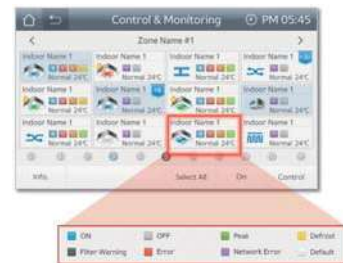 Control & Monitoring
PM 05:45
< Zone Name #1 >
Indoor Name 1 Indoor Name 1 Indoor Name 1 Indoor Name 1
Normal 24℃ Normal 24℃ Normal 24℃ Normal 24℃
Indoor Name 1 Indoor Name 1 Indoor Name 1 Indoor Name 1
Normal 24℃ Normal 24℃ Normal 24℃ Normal 24℃
Indoor Name 1 Indoor Name 1 Indoor Name 1 Indoor Name 1
Normal 24℃ Normal 24℃ Normal 24℃ Normal 24℃
Info. Select All On Control
ON OFF Peak Defrost
Filter Warning Error Network Error Default